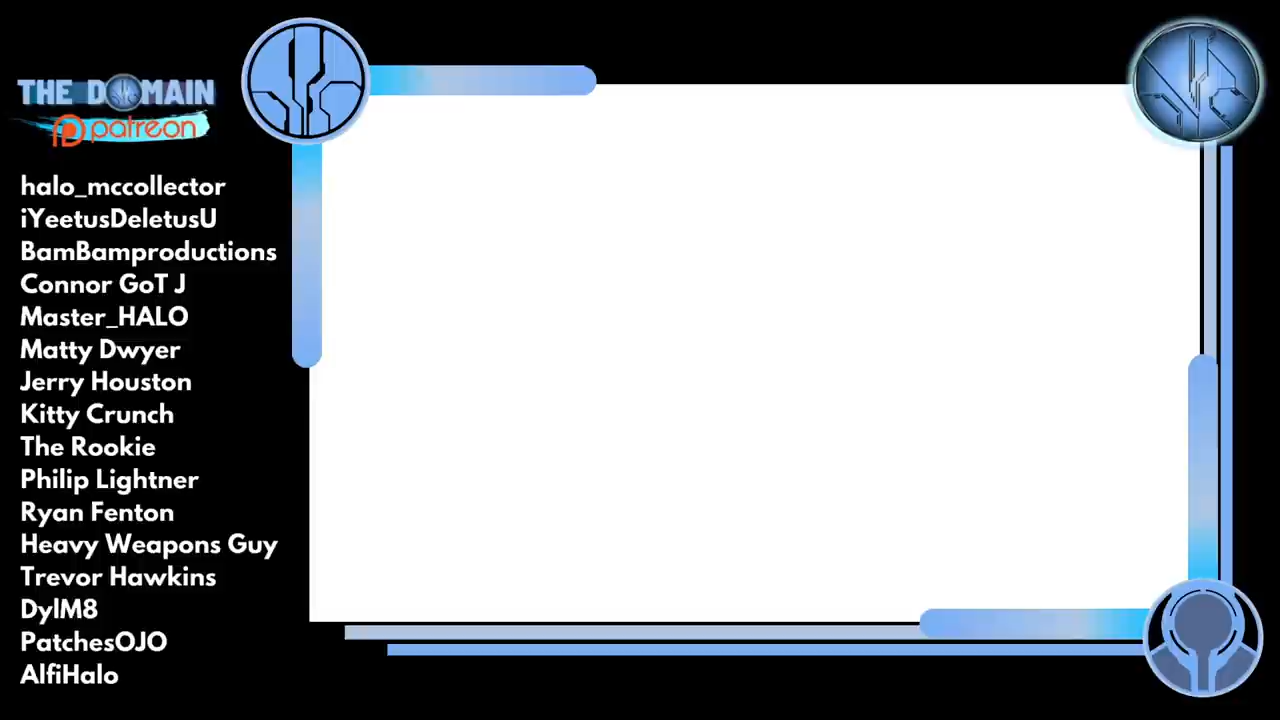 THE DOMAIN
patreon
halo_mccollector
iYeetusDeletusU
BamBamproductions
Connor GoT J
Master_HALO
Matty Dwyer
Jerry Houston
Kitty Crunch
The Rookie
Philip Lightner
Ryan Fenton
Heavy Weapons Guy
Trevor Hawkins
DylM8
PatchesOJO
AlfiHalo